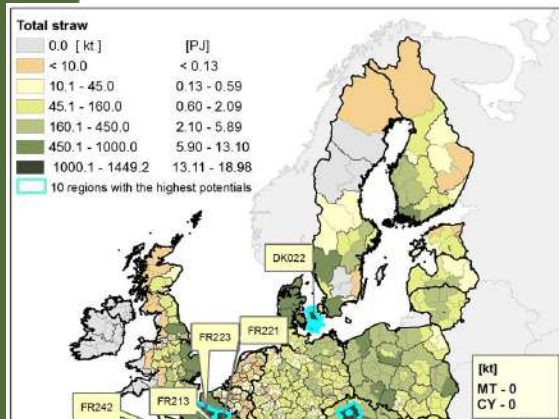 Total straw
0.0 [ kt ] [PJ]
< 10.0 < 0.13
10.1 - 45.0 0.13 - 0.59
45.1 - 160.0 0.60 - 2.09
160.1 - 450.0 2.10 - 5.89
450.1 - 1000.0 5.90 - 13.10
1000.1 - 1449.2 13.11 - 18.98
10 regions with the highest potentials
DK022
FR223 FR221
FR242 FR213
[kt]
MT - 0
CY - 0